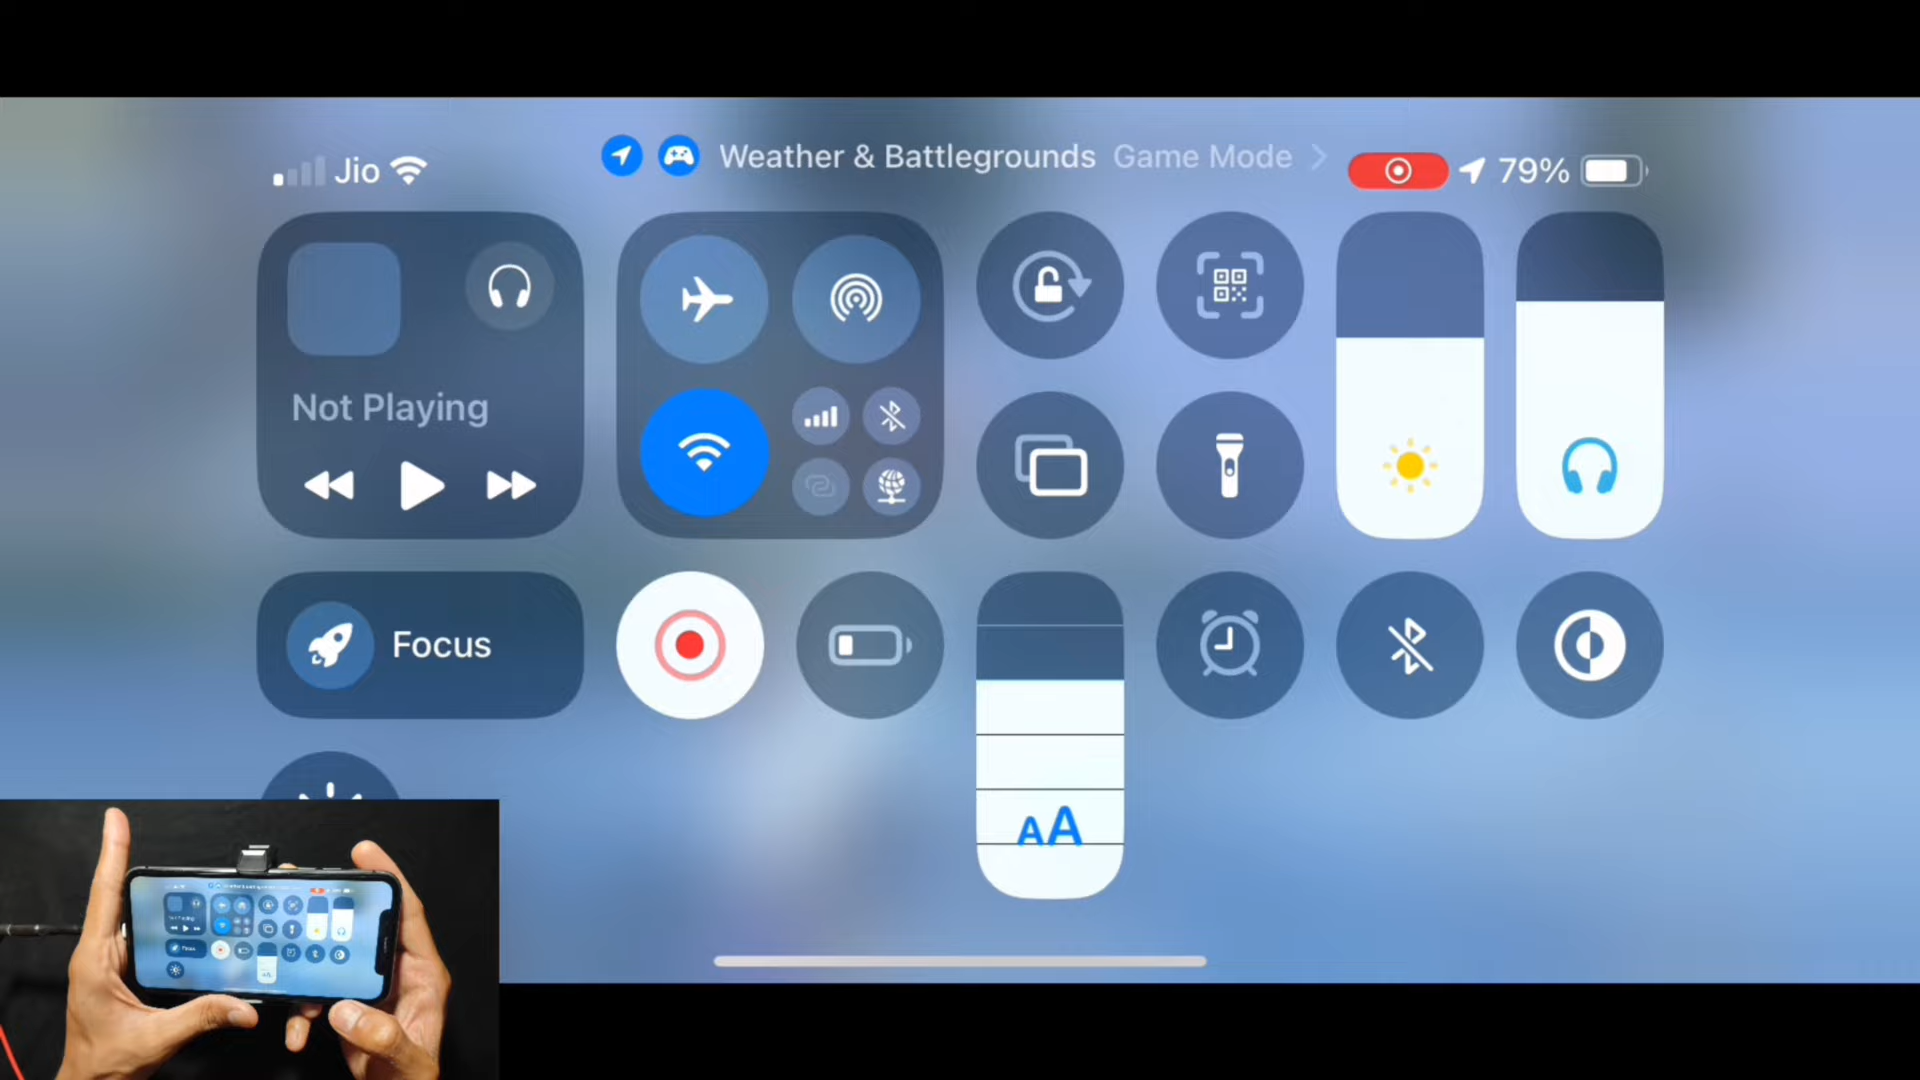 Jio
Weather & Battlegrounds Game Mode
79%
Not Playing
Focus
AA